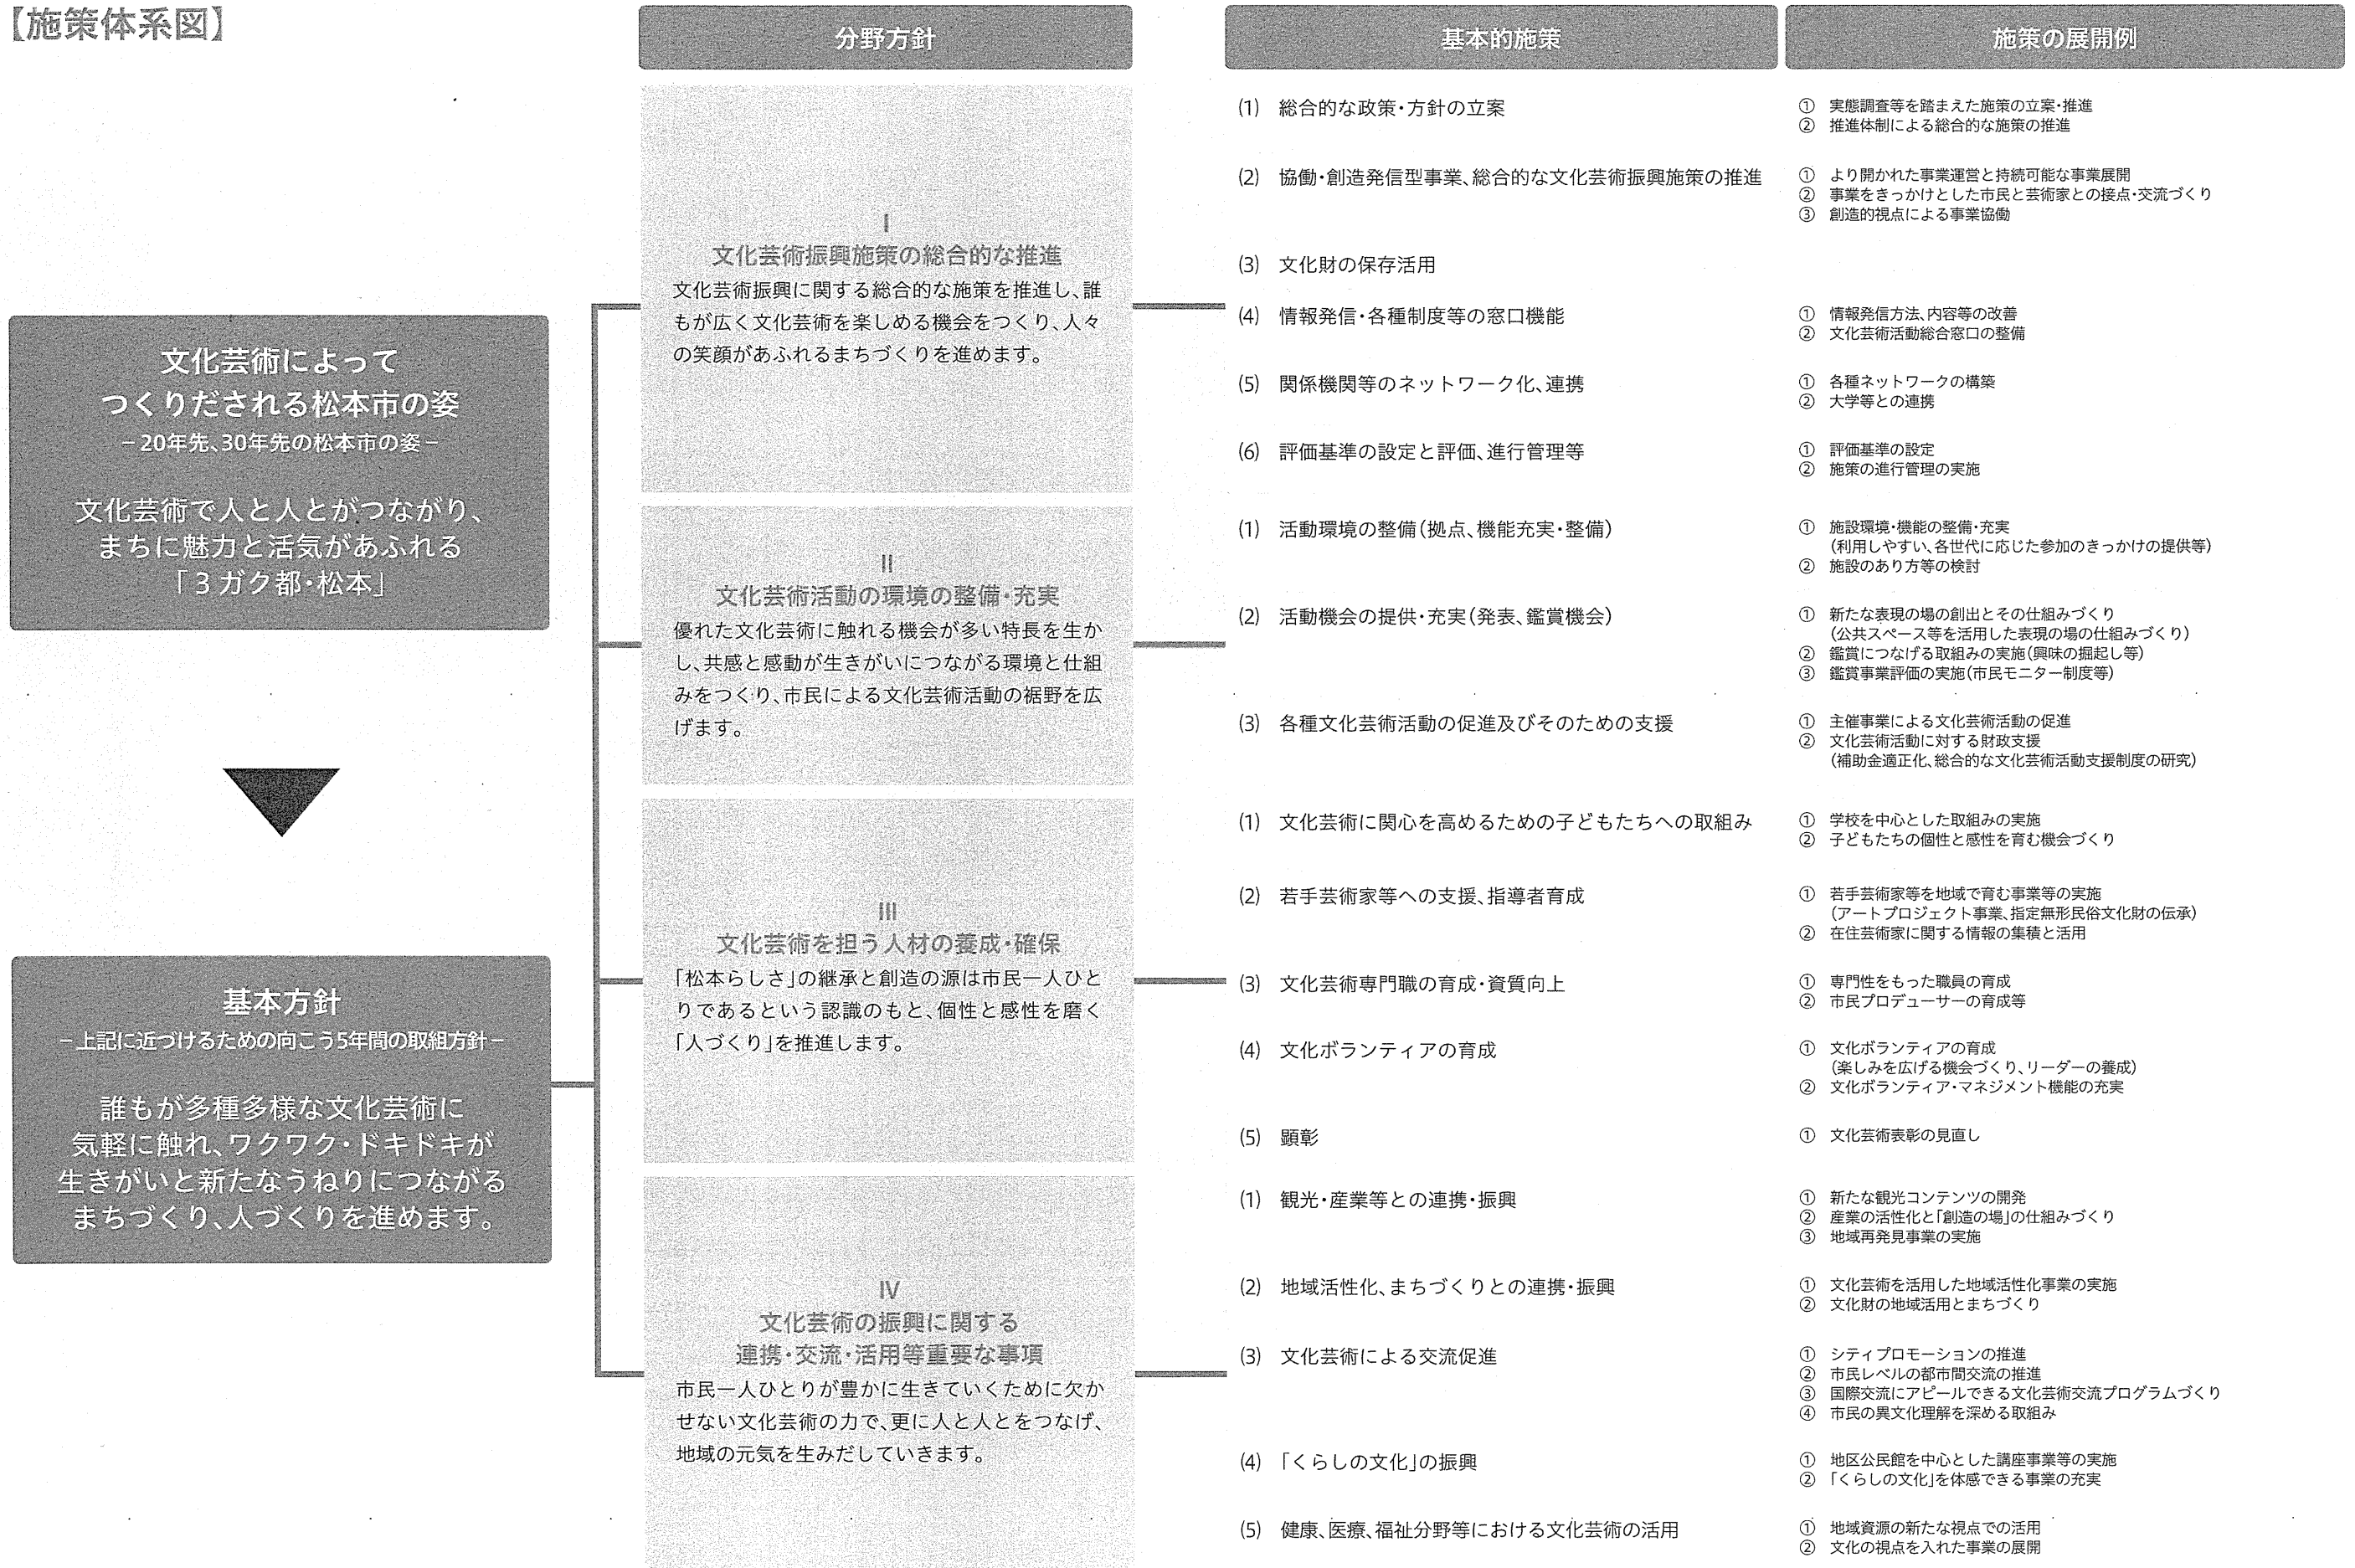 【施策体系図】
文化芸術によって
つくりだされる松本市の姿
－20年先、30年先の松本市の姿－
文化芸術で人と人とがつながり、
まちに魅力と活気があふれる
「３ガク都・松本」
基本方針
－上記に近づけるための向こう5年間の取組方針－
誰もが多種多様な文化芸術に
気軽に触れ、ワクワク・ドキドキが
生きがいと新たなうねりにつながる
まちづくり、人づくりを進めます。
分野方針
I
文化芸術振興施策の総合的な推進
文化芸術振興に関する総合的な施策を推進し、誰
もが広く文化芸術を楽しめる機会をつくり、人々
の笑顔があふれるまちづくりを進めます。
II
文化芸術活動の環境の整備・充実
優れた文化芸術に触れる機会が多い特長を生か
し、共感と感動が生きがいにつながる環境と仕組
みをつくり、市民による文化芸術活動の裾野を広
げます。
III
文化芸術を担う人材の養成・確保
「松本らしさ」の継承と創造の源は市民一人ひと
りであるという認識のもと、個性と感性を磨く
「人づくり」を推進します。
IV
文化芸術の振興に関する
連携・交流・活用等重要な事項
市民一人ひとりが豊かに生きていくために欠か
せない文化芸術の力で、更に人と人とをつなげ、
地域の元気を生みだしていきます。
基本的施策
施策の展開例
(1) 総合的な政策・方針の立案
① 実態調査等を踏まえた施策の立案・推進
② 推進体制による総合的な施策の推進
(2) 協働・創造発信型事業、総合的な文化芸術振興施策の推進
① より開かれた事業運営と持続可能な事業展開
② 事業をきっかけとした市民と芸術家との接点・交流づくり
③ 創造的視点による事業協働
(3) 文化財の保存活用
(4) 情報発信・各種制度等の窓口機能
① 情報発信方法、内容等の改善
② 文化芸術活動総合窓口の整備
(5) 関係機関等のネットワーク化、連携
① 各種ネットワークの構築
② 大学等との連携
(6) 評価基準の設定と評価、進行管理等
① 評価基準の設定
② 施策の進行管理の実施
(1) 活動環境の整備（拠点、機能充実・整備）
① 施設環境・機能の整備・充実
（利用しやすい、各世代に応じた参加のきっかけの提供等）
② 施設のあり方等の検討
(2) 活動機会の提供・充実（発表、鑑賞機会）
① 新たな表現の場の創出とその仕組みづくり
（公共スペース等を活用した表現の場の仕組みづくり）
② 鑑賞につなげる取組みの実施（興味の掘起し等）
③ 鑑賞事業評価の実施（市民モニター制度等）
(3) 各種文化芸術活動の促進及びそのための支援
① 主催事業による文化芸術活動の促進
② 文化芸術活動に対する財政支援
（補助金適正化、総合的な文化芸術活動支援制度の研究）
(1) 文化芸術に関心を高めるための子どもたちへの取組み
① 学校を中心とした取組みの実施
② 子どもたちの個性と感性を育む機会づくり
(2) 若手芸術家等への支援、指導者育成
① 若手芸術家等を地域で育む事業等の実施
（アートプロジェクト事業、指定無形民俗文化財の伝承）
② 在住芸術家に関する情報の集積と活用
(3) 文化芸術専門職の育成・資質向上
① 専門性をもった職員の育成
② 市民プロデューサーの育成等
(4) 文化ボランティアの育成
① 文化ボランティアの育成
（楽しみを広げる機会づくり、リーダーの養成）
② 文化ボランティア・マネジメント機能の充実
(5) 顕彰
① 文化芸術表彰の見直し
(1) 観光・産業等との連携・振興
① 新たな観光コンテンツの開発
② 産業の活性化と「創造の場」の仕組みづくり
③ 地域再発見事業の実施
(2) 地域活性化、まちづくりとの連携・振興
① 文化芸術を活用した地域活性化事業の実施
② 文化財の地域活用とまちづくり
(3) 文化芸術による交流促進
① シティプロモーションの推進
② 市民レベルの都市間交流の推進
③ 国際交流にアピールできる文化芸術交流プログラムづくり
④ 市民の異文化理解を深める取組み
(4) 「くらしの文化」の振興
① 地区公民館を中心とした講座事業等の実施
② 「くらしの文化」を体感できる事業の充実
(5) 健康、医療、福祉分野等における文化芸術の活用
① 地域資源の新たな視点での活用
② 文化の視点を入れた事業の展開